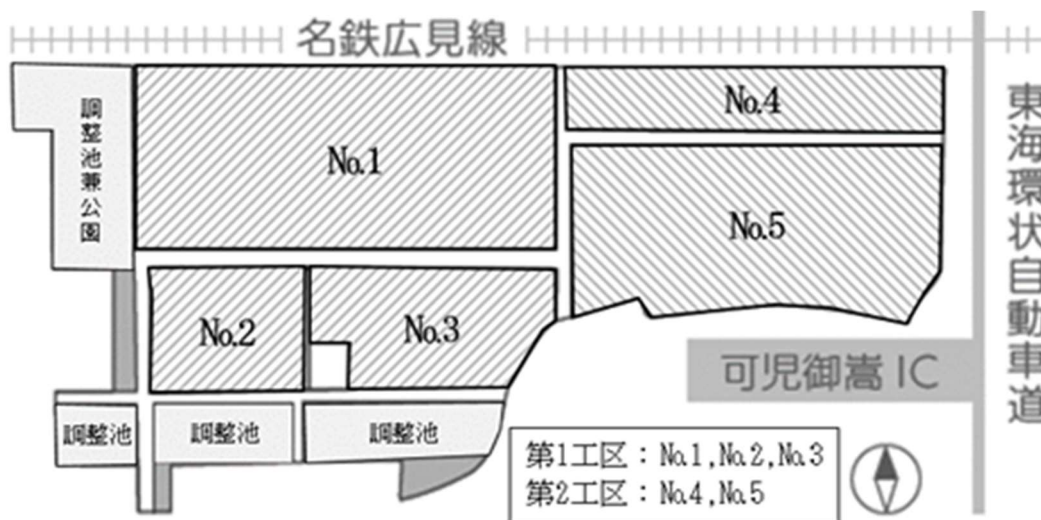 名鉄広見線
調整池兼公園
No.1
No.4
No.5
東海環状自動車道
No.2
No.3
可児御嵩 IC
調整池
調整池
調整池
第1工区：No.1,No.2,No.3
第2工区：No.4,No.5